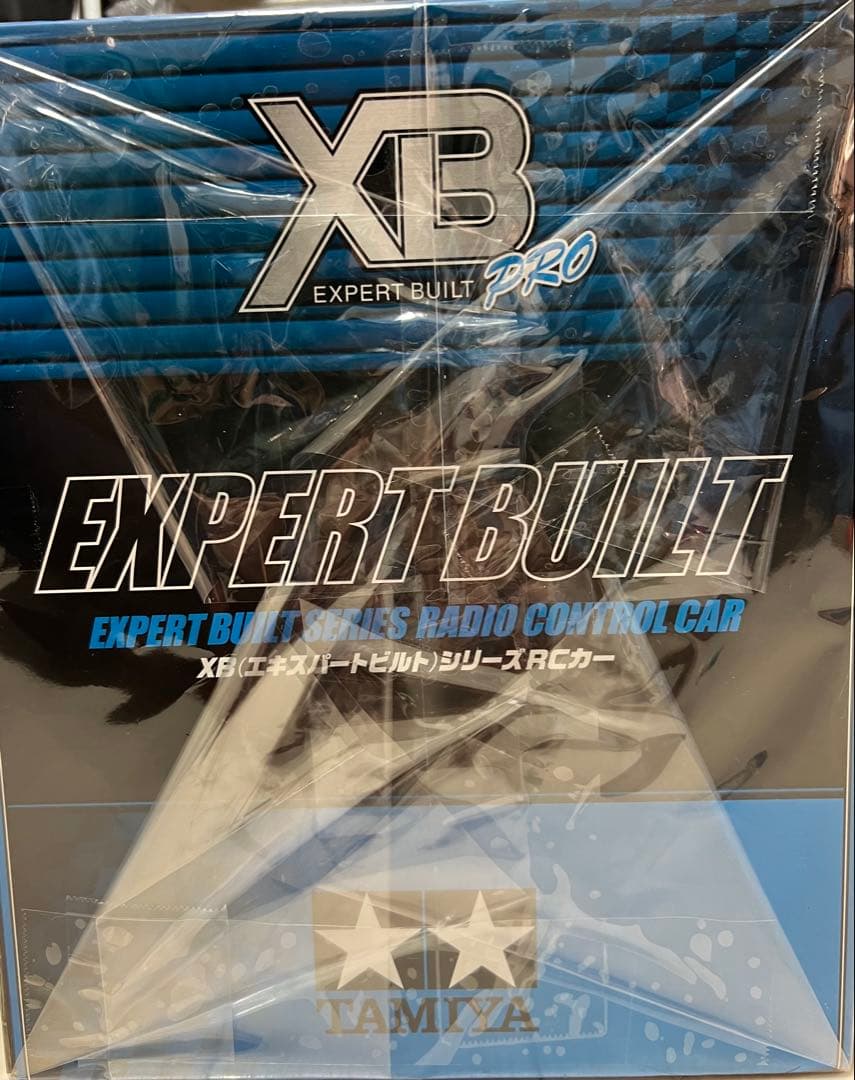 XB
EXPERT BUILT PRO
EXPERT BUILT
EXPERT BUILT SERIES RADIO CONTROL CAR
XB(エキスパートビルト)シリーズRCカー
TAMIYA